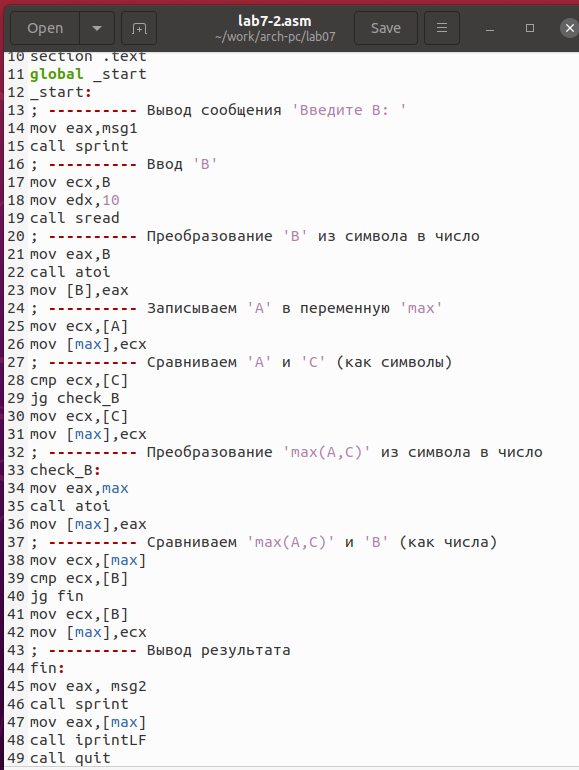 Open
lab7-2.asm
~/work/arch-pc/lab07
Save
10 section .text
11 global _start
12 _start:
13 ; ---------- Вывод сообщения 'Введите B: '
14 mov eax,msg1
15 call sprint
16 ; ---------- Ввод 'B'
17 mov ecx,B
18 mov edx,10
19 call sread
20 ; ---------- Преобразование 'B' из символа в число
21 mov eax,B
22 call atoi
23 mov [B],eax
24 ; ---------- Записываем 'A' в переменную 'max'
25 mov ecx,[A]
26 mov [max],ecx
27 ; ---------- Сравниваем 'A' и 'C' (как символы)
28 cmp ecx,[C]
29 jg check_B
30 mov ecx,[C]
31 mov [max],ecx
32 ; ---------- Преобразование 'max(A,C)' из символа в число
33 check_B:
34 mov eax,max
35 call atoi
36 mov [max],eax
37 ; ---------- Сравниваем 'max(A,C)' и 'B' (как числа)
38 mov ecx,[max]
39 cmp ecx,[B]
40 jg fin
41 mov ecx,[B]
42 mov [max],ecx
43 ; ---------- Вывод результата
44 fin:
45 mov eax, msg2
46 call sprint
47 mov eax,[max]
48 call iprintLF
49 call quit